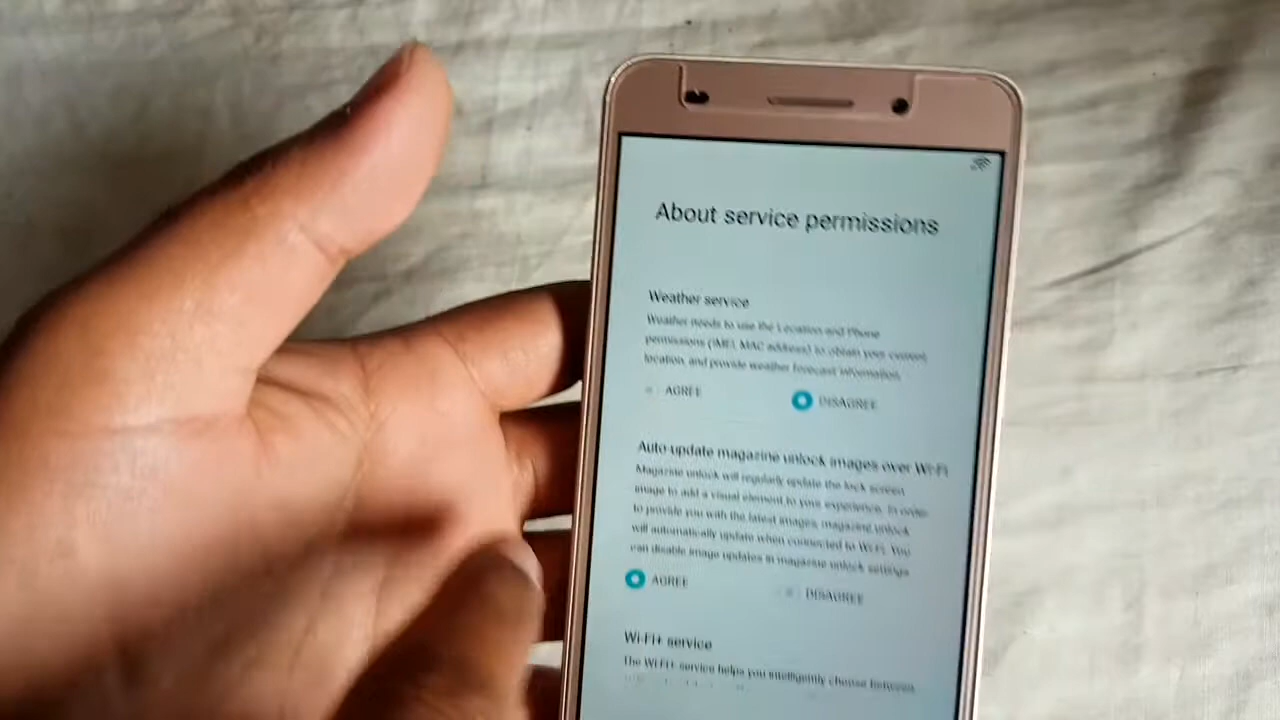 About service permissions
Weather service
Weather needs to use the Location and Phone
permissions (IMEI, MAC address) to obtain your current
location, and provide weather forecast information.
AGREE
DISAGREE
Auto-update magazine unlock images over Wi-Fi
Magazine unlock will regularly update the lock screen
image to add a visual element to your experience. In order
to provide you with the latest images, magazine unlock
will automatically update when connected to Wi-Fi. You
can disable image updates in magazine unlock settings
AGREE
DISAGREE
Wi-Fi+ service
The Wi-Fi+ service helps you intelligently choose between